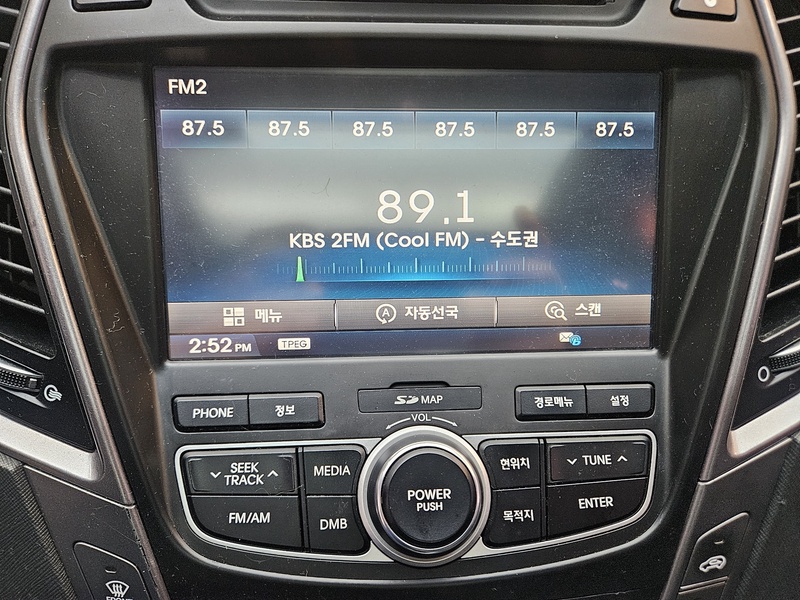 FM2
87.5 87.5 87.5 87.5 87.5 87.5
89.1
KBS 2FM (Cool FM) - 수도권
메뉴 A 자동선국 스캔
2:52 PM TPEG
PHONE 정보 SD MAP 경로메뉴 설정
VOL
SEEK TRACK MEDIA POWER PUSH 현위치 TUNE
FM/AM DMB 목적지 ENTER
FRONT